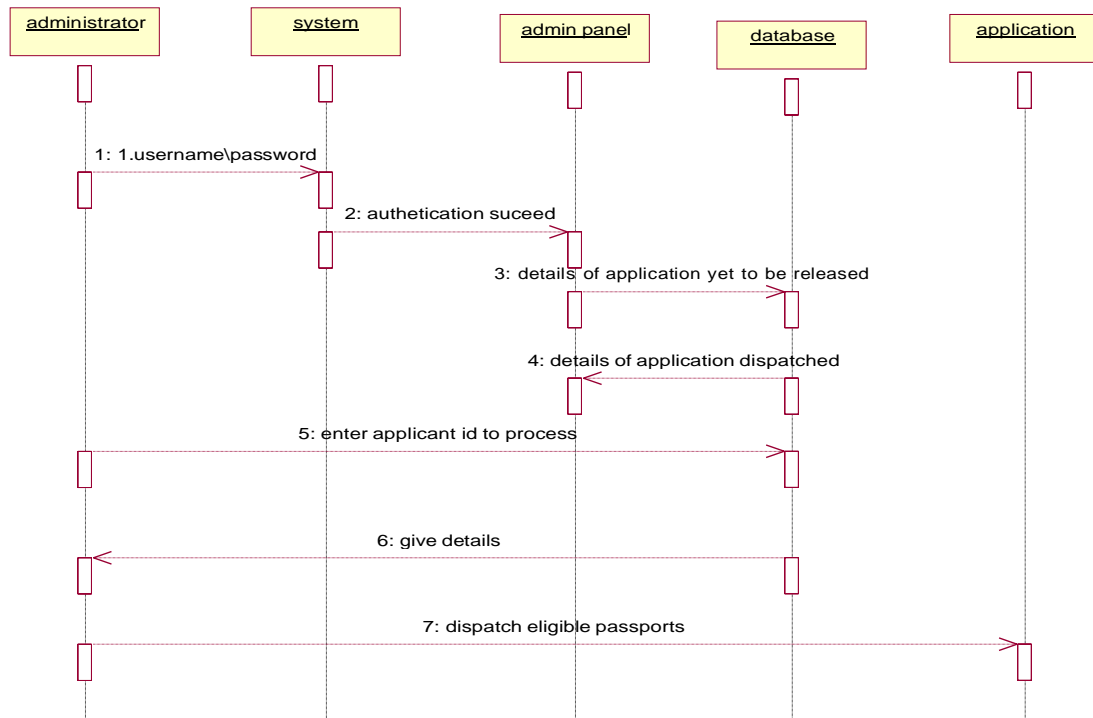 administrator
system
admin panel
database
application
1: 1.username\password
2: authetication suceed
3: details of application yet to be released
4: details of application dispatched
5: enter applicant id to process
6: give details
7: dispatch eligible passports